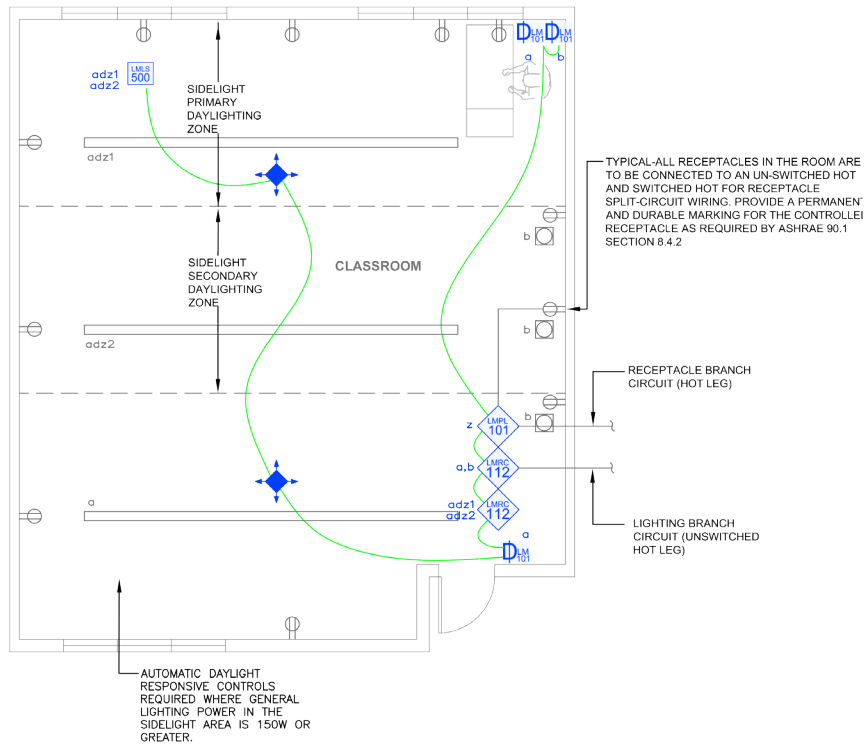 D LM 101 D LM 101
a b
LMLS
500
adz1
adz2
SIDELIGHT
PRIMARY
DAYLIGHTING
ZONE
adz1
TYPICAL-ALL RECEPTACLES IN THE ROOM ARE
TO BE CONNECTED TO AN UN-SWITCHED HOT
AND SWITCHED HOT FOR RECEPTACLE
SPLIT-CIRCUIT WIRING. PROVIDE A PERMANENT
AND DURABLE MARKING FOR THE CONTROLLE
RECEPTACLE AS REQUIRED BY ASHRAE 90.1
SECTION 8.4.2
b
SIDELIGHT
SECONDARY
DAYLIGHTING
ZONE
CLASSROOM
b
adz2
RECEPTACLE BRANCH
CIRCUIT (HOT LEG)
b
z
LMPL
101
a,b
LMRC
112
a
adz1
adz2
LMRC
112
LIGHTING BRANCH
CIRCUIT (UNSWITCHED
HOT LEG)
a
D LM 101
AUTOMATIC DAYLIGHT
RESPONSIVE CONTROLS
REQUIRED WHERE GENERAL
LIGHTING POWER IN THE
SIDELIGHT AREA IS 150W OR
GREATER.